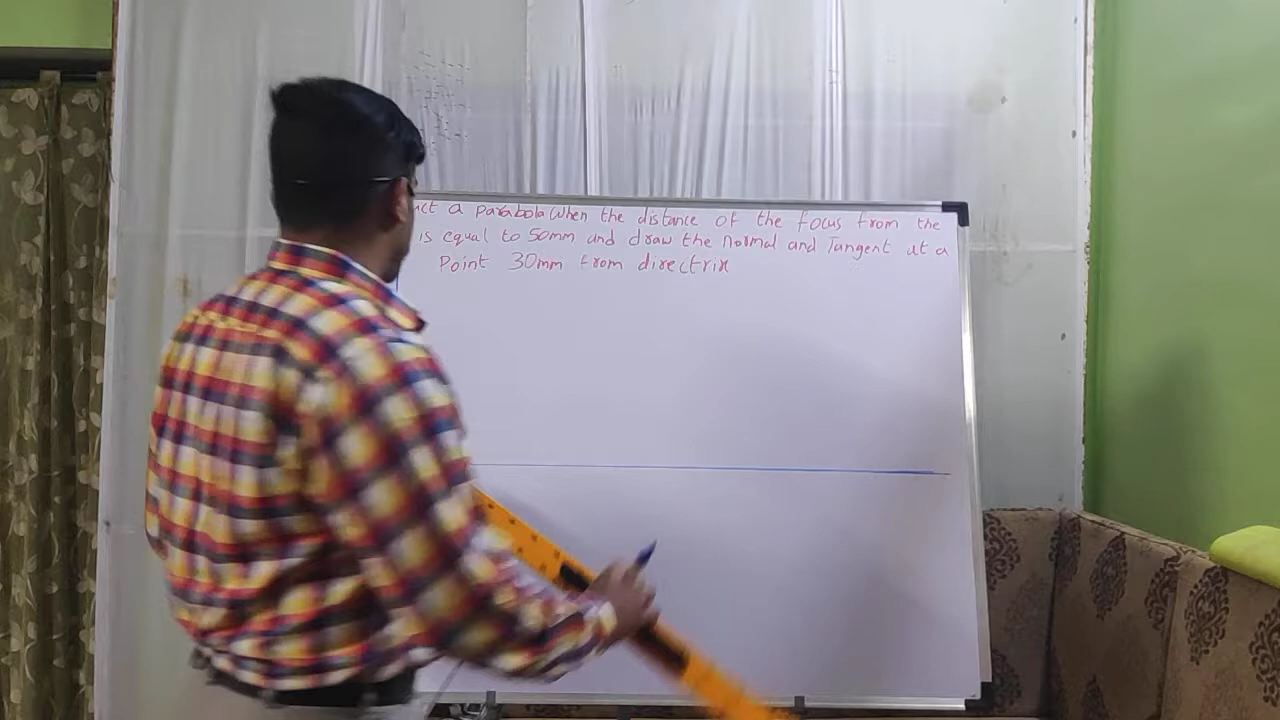 uct a parabola when the distance of the focus from the
is equal to 50mm and draw the normal and Tangent at a
Point 30mm from directrix